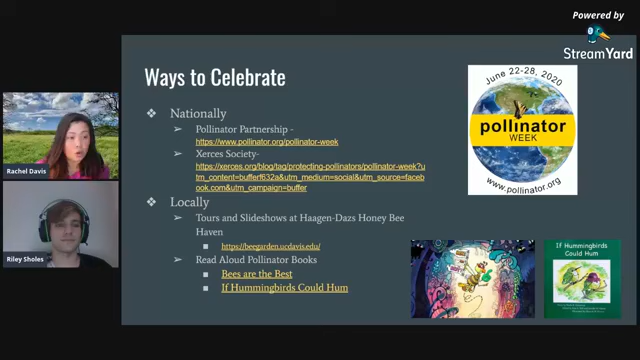 Powered by
StreamYard
Ways to Celebrate
Nationally
Pollinator Partnership -
https://www.pollinator.org/pollinator-week
Xerces Society-
https://xerces.org/blog/tag/protecting-pollinators/pollinator-week?u
tm_content=bufferf632a&utm_medium=social&utm_source=faceb
ook.com&utm_campaign=buffer
Locally
Tours and Slideshows at Haagen-Dazs Honey Bee
Haven
https://beegarden.ucdavis.edu/
Read Aloud Pollinator Books
Bees are the Best
If Hummingbirds Could Hum
June 22-28, 2020
pollinator
WEEK
www.pollinator.org
If Hummingbirds
Could Hum
Rachel Davis
Riley Sholes